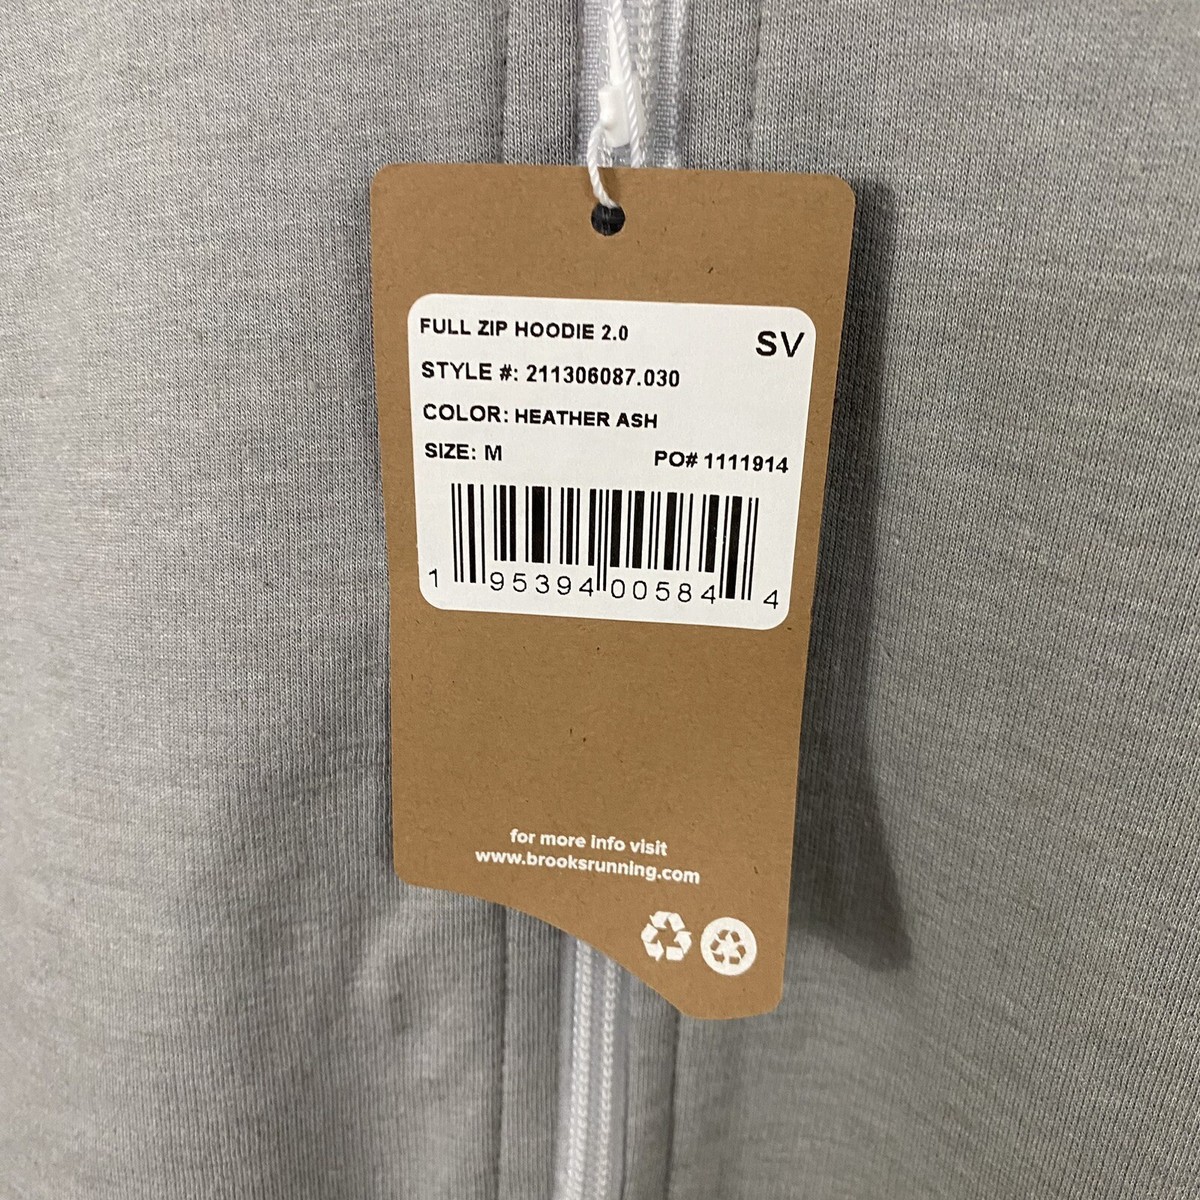 FULL ZIP HOODIE 2.0
SV
STYLE #: 211306087.030
COLOR: HEATHER ASH
SIZE: M
PO# 1111914
1 95394 00584 4
for more info visit
www.brooksrunning.com